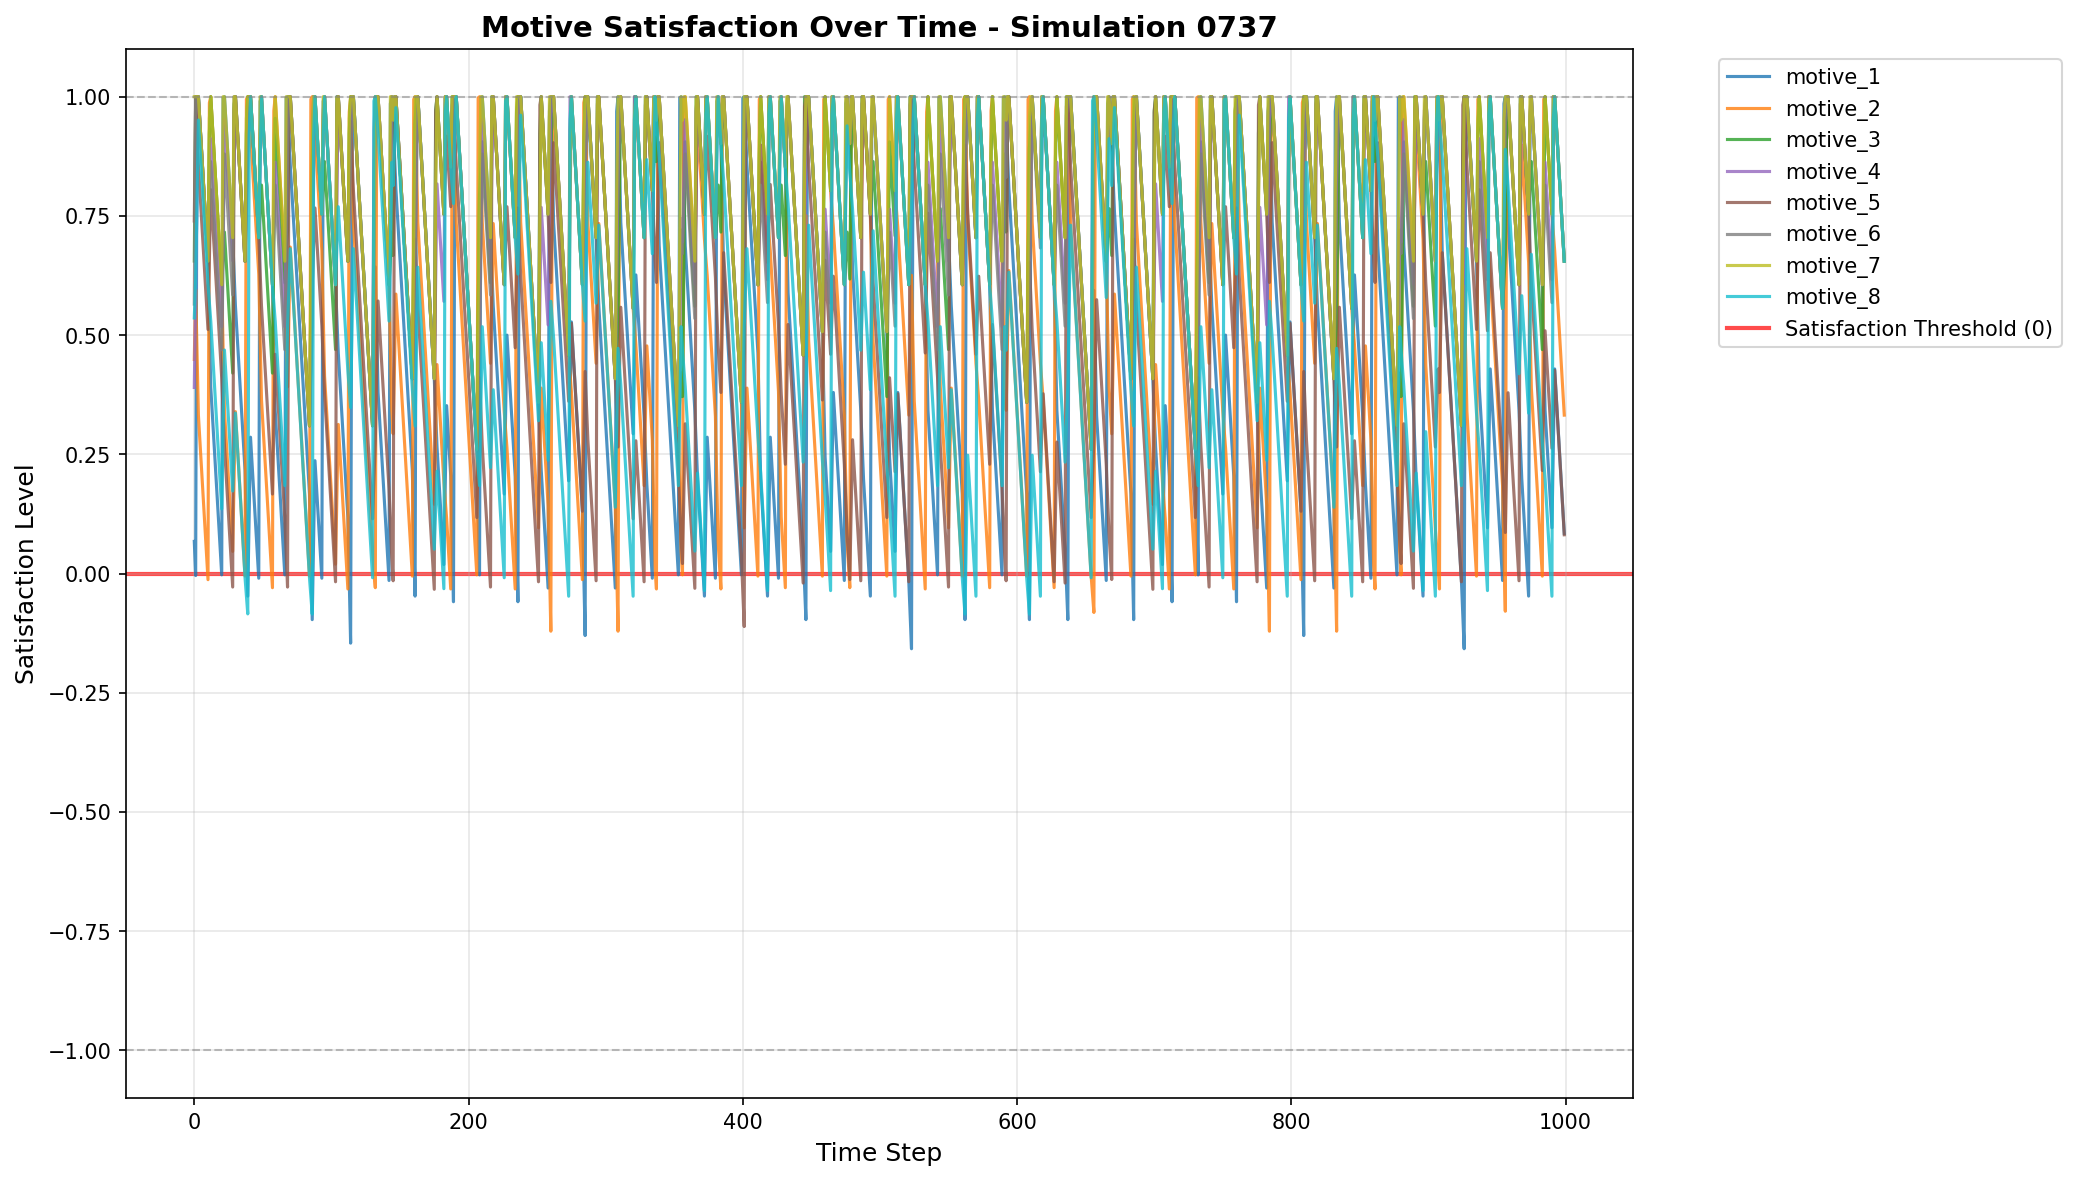 Motive Satisfaction Over Time - Simulation 0737
Satisfaction Level
1.00
0.75
0.50
0.25
0.00
−0.25
−0.50
−0.75
−1.00
0
200
400
600
800
1000
Time Step
motive_1
motive_2
motive_3
motive_4
motive_5
motive_6
motive_7
motive_8
Satisfaction Threshold (0)